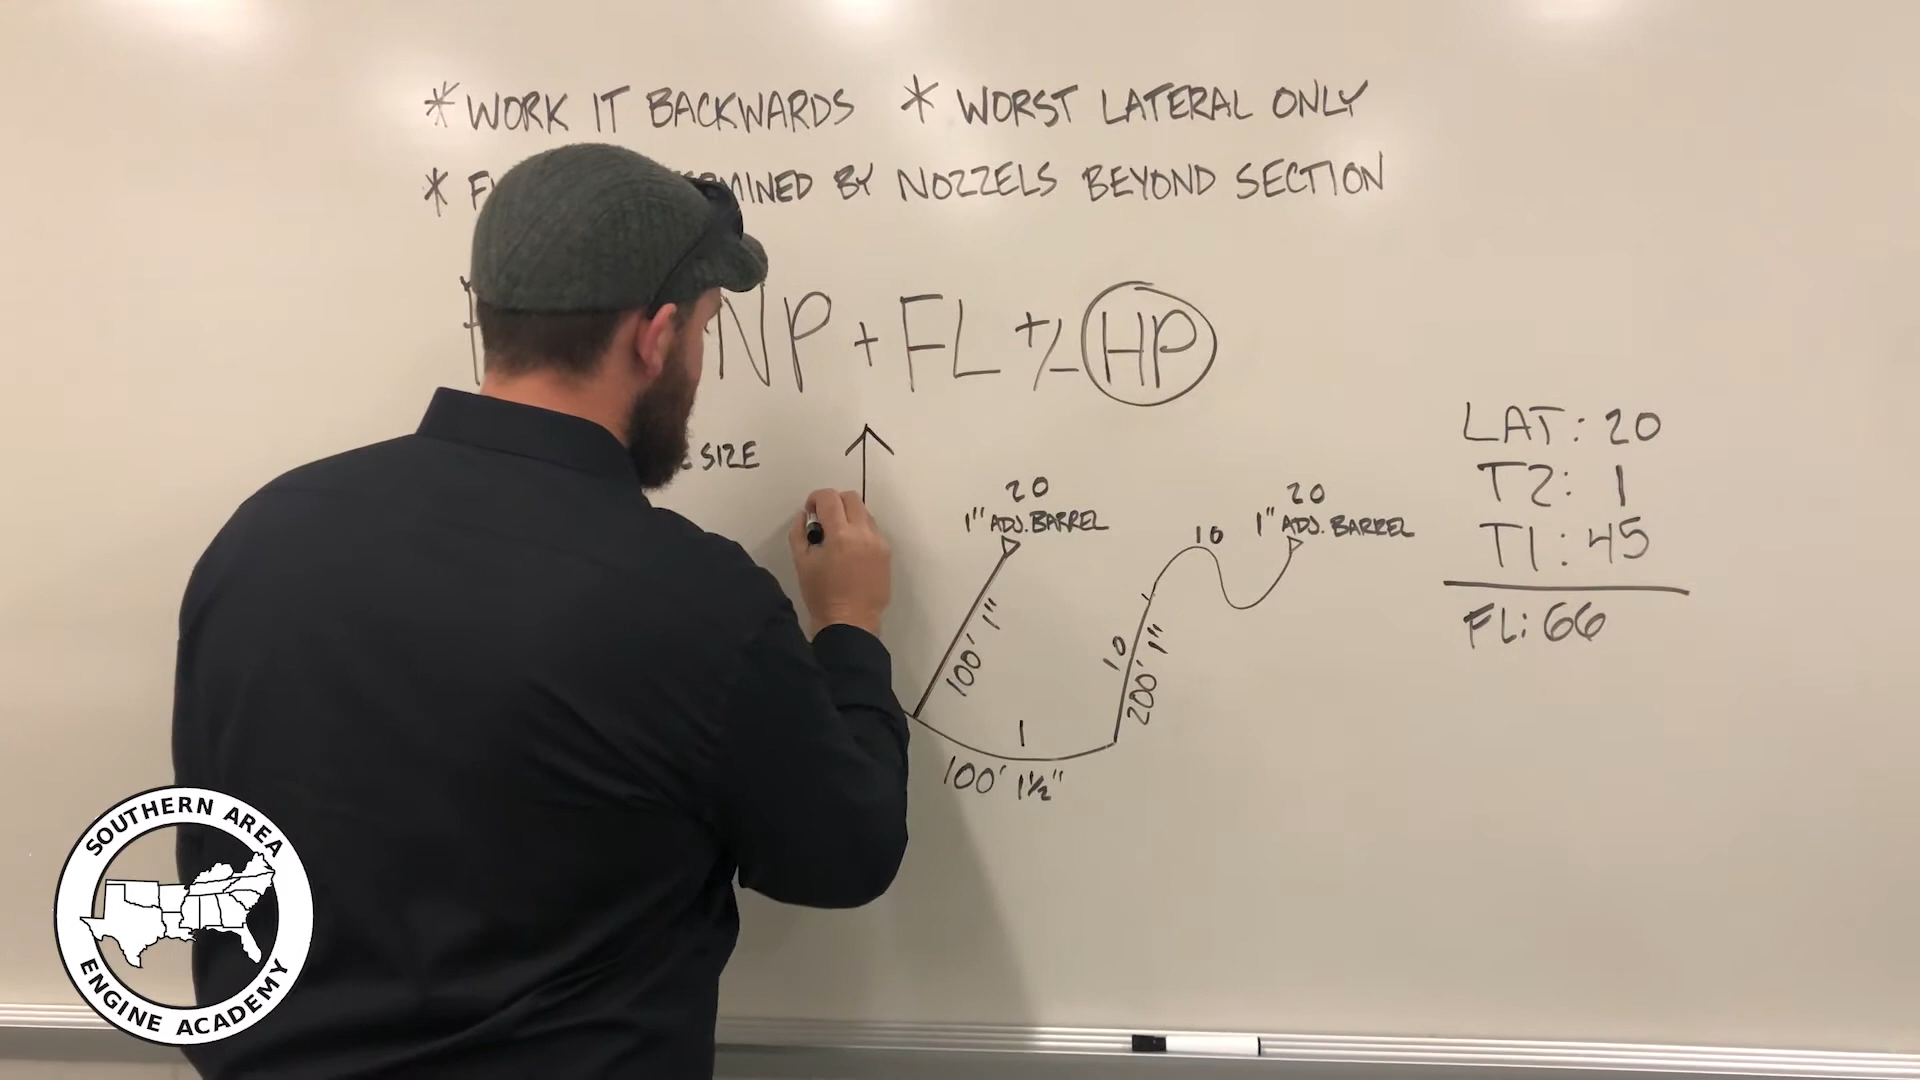 * WORK IT BACKWARDS * WORST LATERAL ONLY
* BY NOZZELS BEYOND SECTION
NP + FL +/- HP
SIZE
LAT: 20
T2: 1
T1: 45
FL: 66
20
1" ADJ. BARREL
10
20
1" ADJ. BARREL
100' 1"
10
200' 1"
1
100' 1½"
SOUTHERN AREA
ENGINE ACADEMY